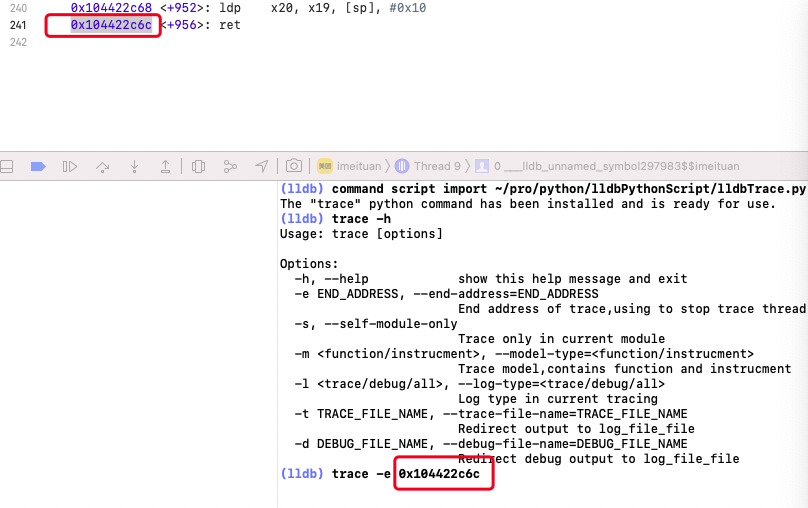 240 0x104422c68 <+952>: ldp x20, x19, [sp], #0x10
241 0x104422c6c <+956>: ret
242
imeituan Thread 9 0 ___lldb_unnamed_symbol297983$$imeituan
(lldb) command script import ~/pro/python/lldbPythonScript/lldbTrace.py
The "trace" python command has been installed and is ready for use.
(lldb) trace -h
Usage: trace [options]
Options:
-h, --help show this help message and exit
-e END_ADDRESS, --end-address=END_ADDRESS
End address of trace,using to stop trace thread
-s, --self-module-only
Trace only in current module
-m <function/instrucment>, --model-type=<function/instrucment>
Trace model,contains function and instrucment
-l <trace/debug/all>, --log-type=<trace/debug/all>
Log type in current tracing
-t TRACE_FILE_NAME, --trace-file-name=TRACE_FILE_NAME
Redirect output to log_file_file
-d DEBUG_FILE_NAME, --debug-file-name=DEBUG_FILE_NAME
Redirect debug output to log_file_file
(lldb) trace -e 0x104422c6c